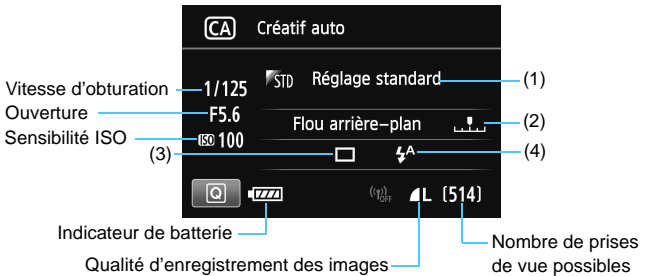 CA Créatif auto
Vitesse d'obturation 1/125 STD Réglage standard (1)
Ouverture F5.6
Flou arrière-plan (2)
Sensibilité ISO ISO 100
(3) A (4)
Q OFF L [514]
Indicateur de batterie
Nombre de prises
de vue possibles
Qualité d'enregistrement des images